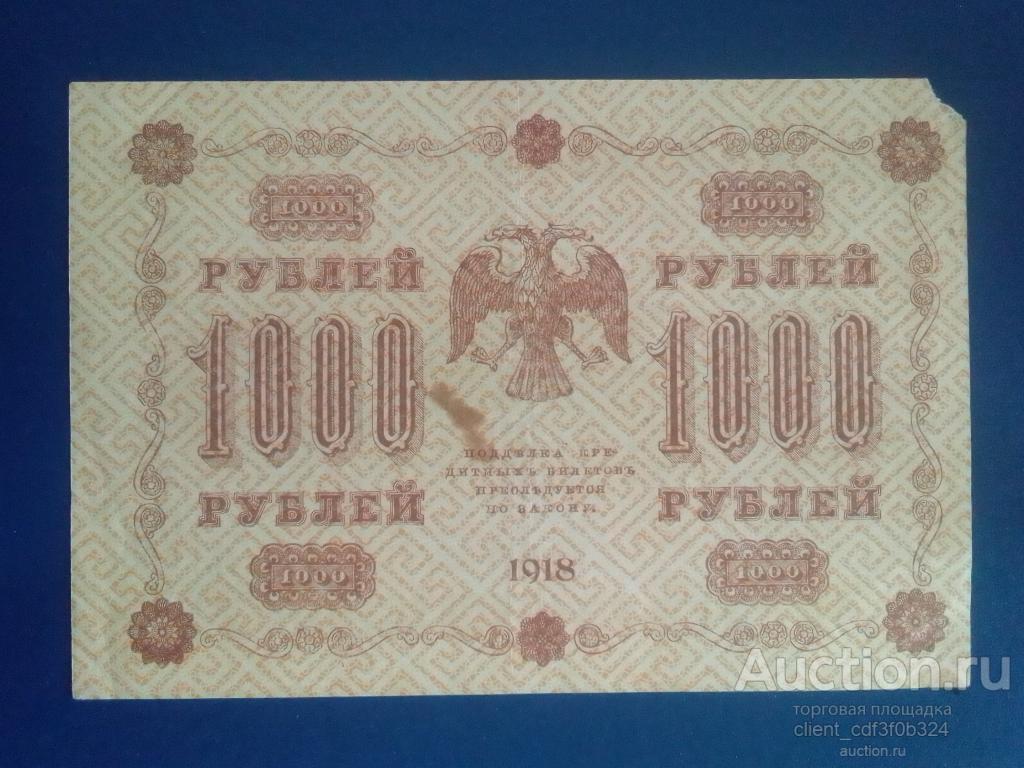 1000 1000
РУБЛЕЙ РУБЛЕЙ
1000 1000
ПОДДѢЛКА КРЕ-
ДИТНЫХЪ БИЛЕТОВЪ
ПРЕСЛѢДУЕТСЯ
ПО ЗАКОНУ.
РУБЛЕЙ РУБЛЕЙ
1000 1918 1000
Auction.ru
торговая площадка
client_cdf3f0b324
auction.ru